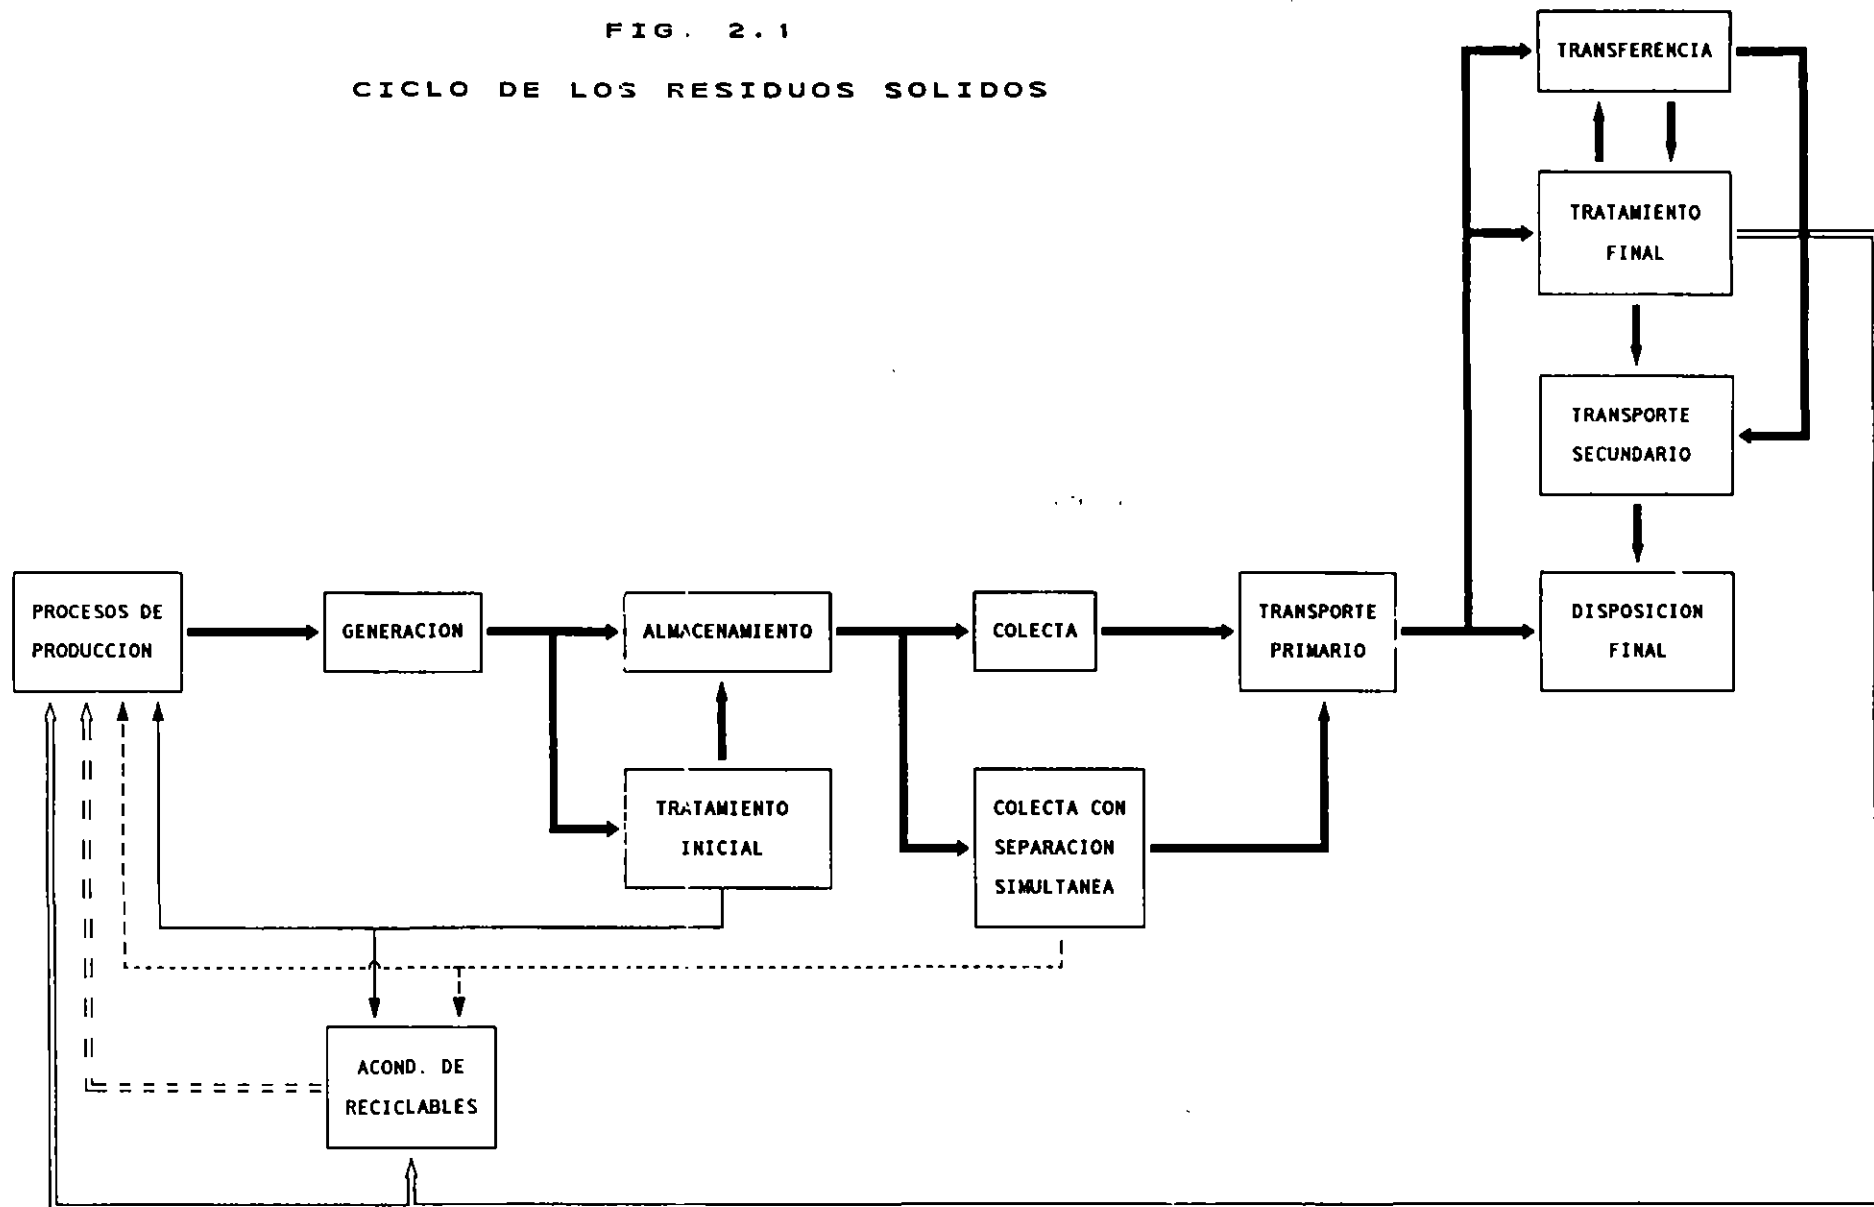 FIG. 2.1
CICLO DE LOS RESIDUOS SOLIDOS
TRANSFERENCIA
TRATAMIENTO
FINAL
TRANSPORTE
SECUNDARIO
PROCESOS DE
PRODUCCION
GENERACION
ALMACENAMIENTO
COLECTA
TRANSPORTE
PRIMARIO
DISPOSICION
FINAL
TRATAMIENTO
INICIAL
COLECTA CON
SEPARACION
SIMULTANEA
ACOND. DE
RECICLABLES